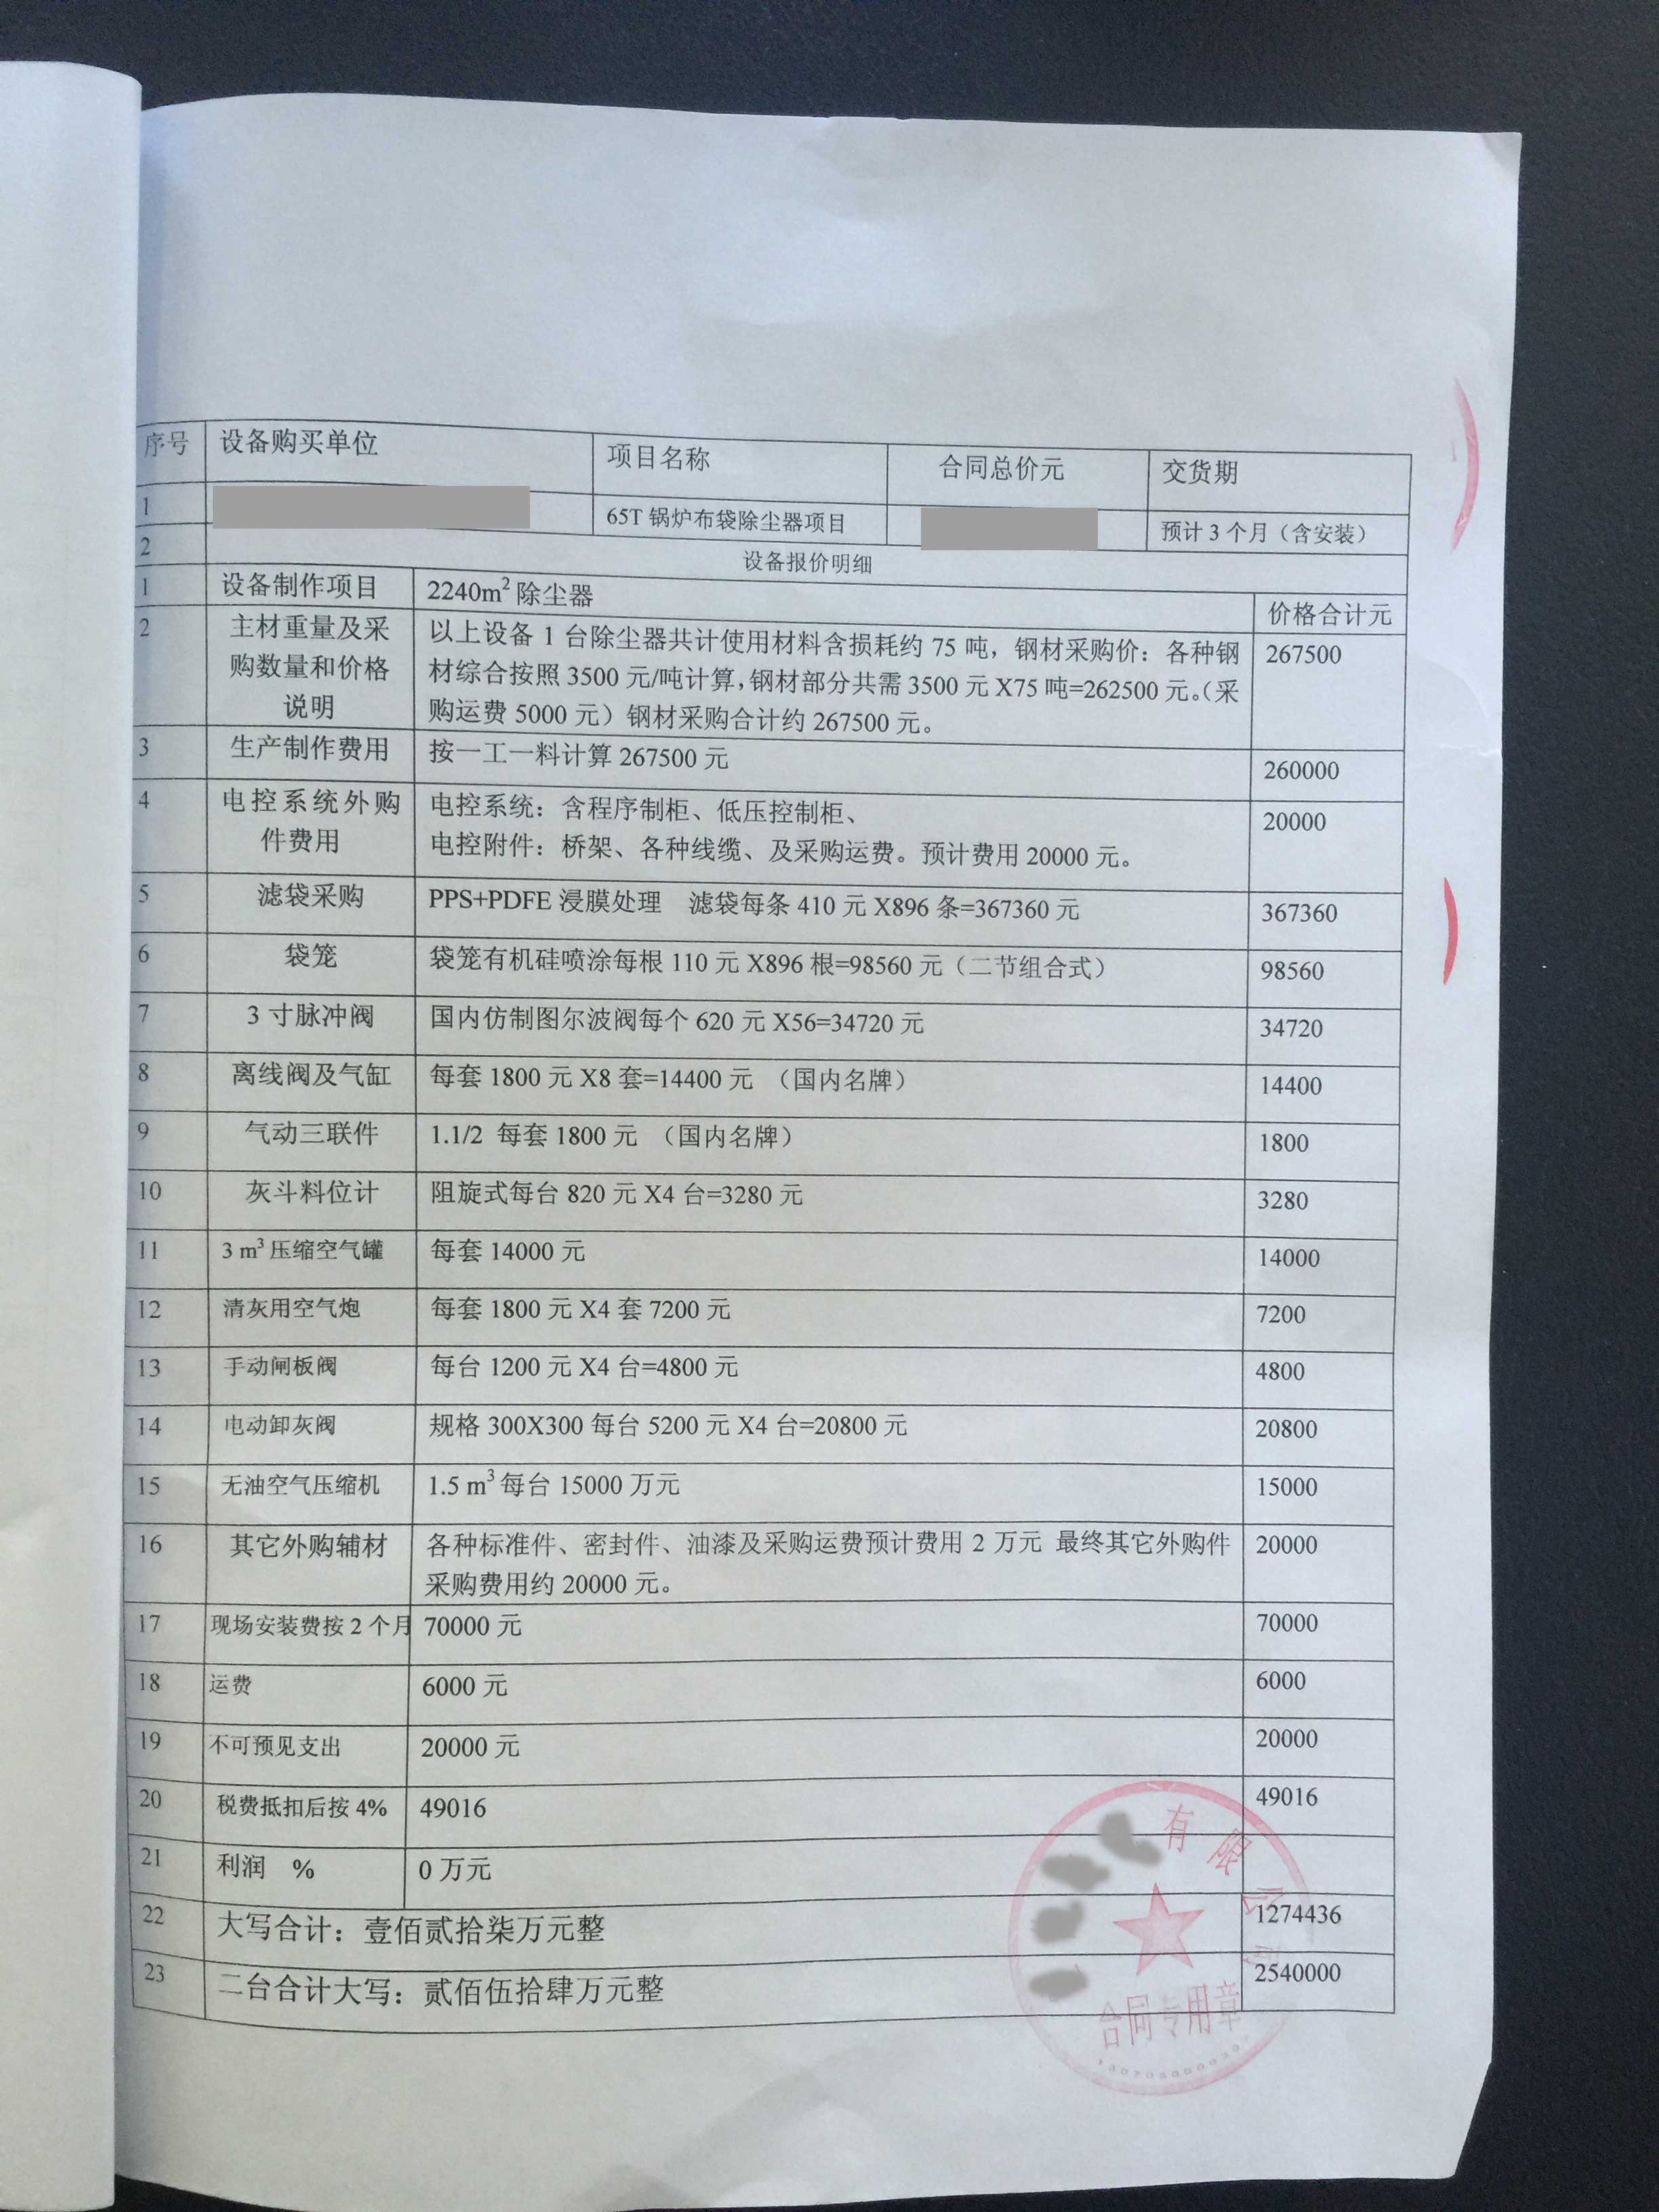 序号 设备购买单位 项目名称 合同总价元 交货期
1 65T 锅炉布袋除尘器项目 预计 3 个月（含安装）
2 设备报价明细
1 设备制作项目 2240m²除尘器 价格合计元
2 主材重量及采购数量和价格说明 以上设备 1 台除尘器共计使用材料含损耗约 75 吨，钢材采购价：各种钢 267500
材综合按照 3500 元/吨计算，钢材部分共需 3500 元 X75 吨=262500 元。（采
购运费 5000 元）钢材采购合计约 267500 元。
3 生产制作费用 按一工一料计算 267500 元 260000
4 电控系统外购件费用 电控系统：含程序制柜、低压控制柜、 20000
电控附件：桥架、各种线缆、及采购运费。预计费用 20000 元。
5 滤袋采购 PPS+PDFE 浸膜处理 滤袋每条 410 元 X896 条=367360 元 367360
6 袋笼 袋笼有机硅喷涂每根 110 元 X896 根=98560 元（二节组合式） 98560
7 3 寸脉冲阀 国内仿制图尔波阀每个 620 元 X56=34720 元 34720
8 离线阀及气缸 每套 1800 元 X8 套=14400 元 （国内名牌） 14400
9 气动三联件 1.1/2 每套 1800 元 （国内名牌） 1800
10 灰斗料位计 阻旋式每台 820 元 X4 台=3280 元 3280
11 3 m³压缩空气罐 每套 14000 元 14000
12 清灰用空气炮 每套 1800 元 X4 套 7200 元 7200
13 手动闸板阀 每台 1200 元 X4 台=4800 元 4800
14 电动卸灰阀 规格 300X300 每台 5200 元 X4 台=20800 元 20800
15 无油空气压缩机 1.5 m³每台 15000 万元 15000
16 其它外购辅材 各种标准件、密封件、油漆及采购运费预计费用 2 万元 最终其它外购件 20000
采购费用约 20000 元。
17 现场安装费按 2 个月 70000 元 70000
18 运费 6000 元 6000
19 不可预见支出 20000 元 20000
20 税费抵扣后按 4% 49016 49016
21 利润 % 0 万元
22 大写合计：壹佰贰拾柒万元整 1274436
23 二台合计大写：贰佰伍拾肆万元整 2540000
有限公司
合同专用章